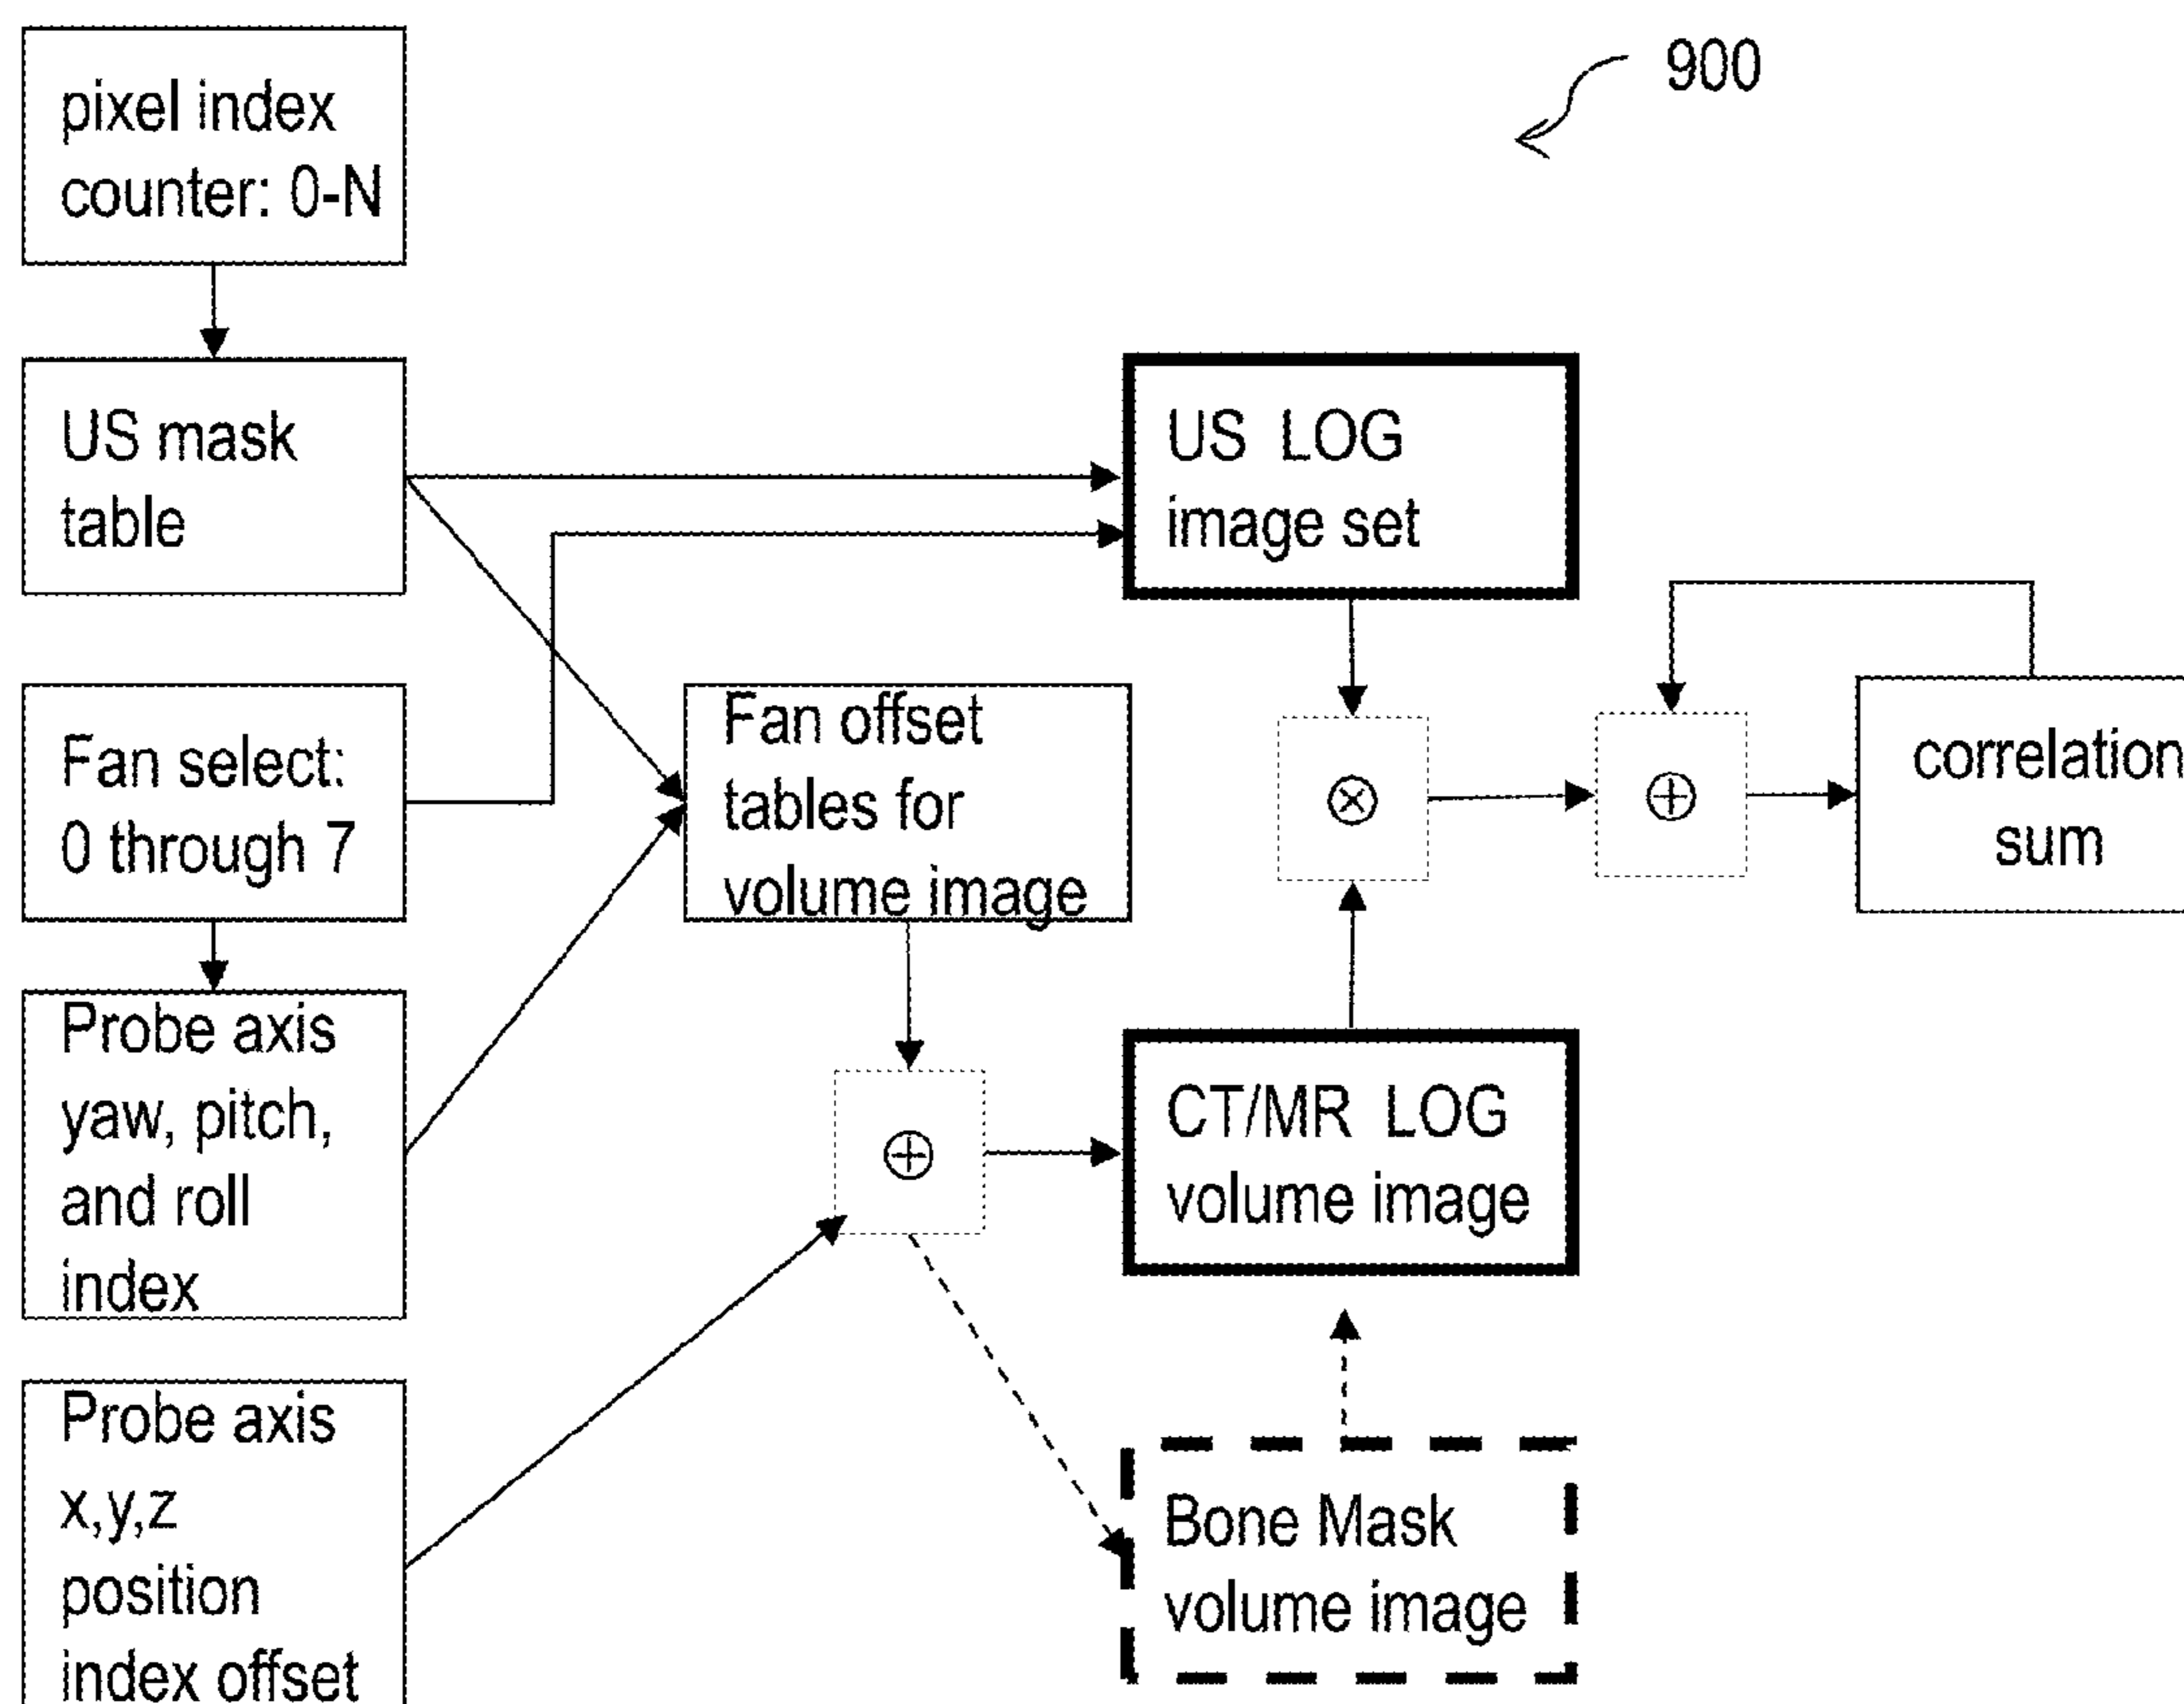 900
pixel index
counter: 0-N
US mask
table
US LOG
image set
Fan select:
0 through 7
Fan offset
tables for
volume image
⊗
⊕
correlation
sum
Probe axis
yaw, pitch,
and roll
index
⊕
CT/MR LOG
volume image
Probe axis
x,y,z
position
index offset
Bone Mask
volume image